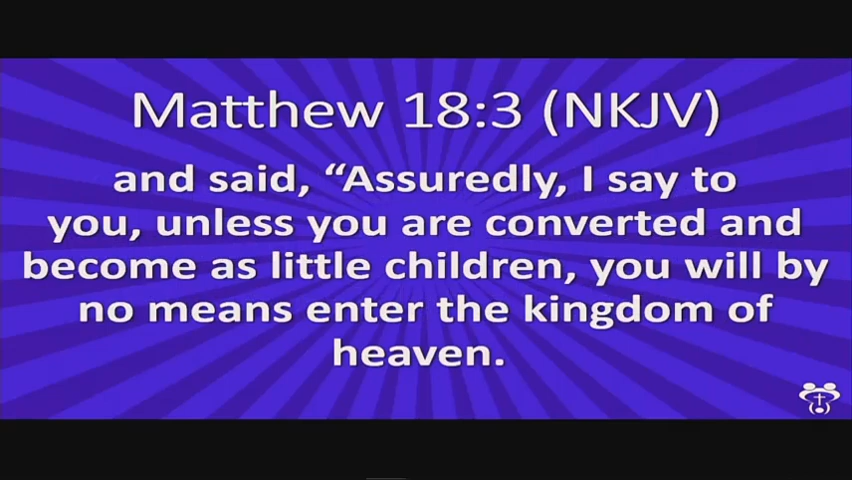 Matthew 18:3 (NKJV)
and said, “Assuredly, I say to
you, unless you are converted and
become as little children, you will by
no means enter the kingdom of
heaven.